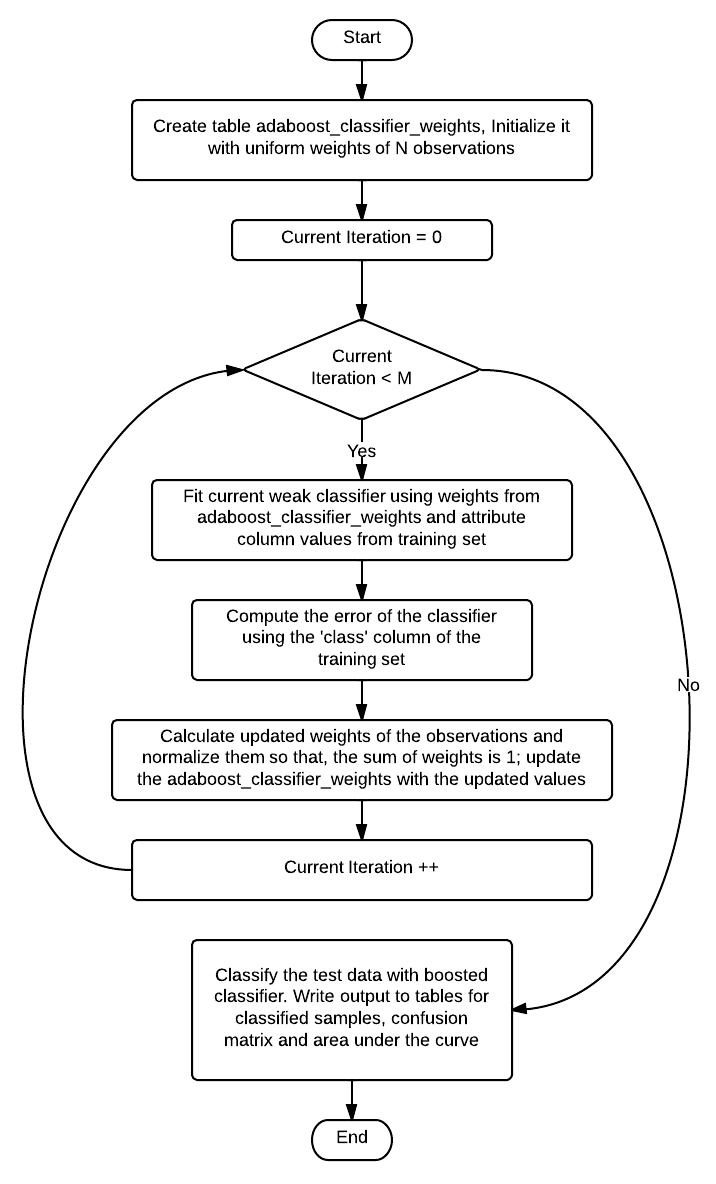 Start
Create table adaboost_classifier_weights, Initialize it
with uniform weights of N observations
Current Iteration = 0
Current
Iteration < M
Yes
Fit current weak classifier using weights from
adaboost_classifier_weights and attribute
column values from training set
Compute the error of the classifier
using the 'class' column of the
training set
No
Calculate updated weights of the observations and
normalize them so that, the sum of weights is 1; update
the adaboost_classifier_weights with the updated values
Current Iteration ++
Classify the test data with boosted
classifier. Write output to tables for
classified samples, confusion
matrix and area under the curve
End